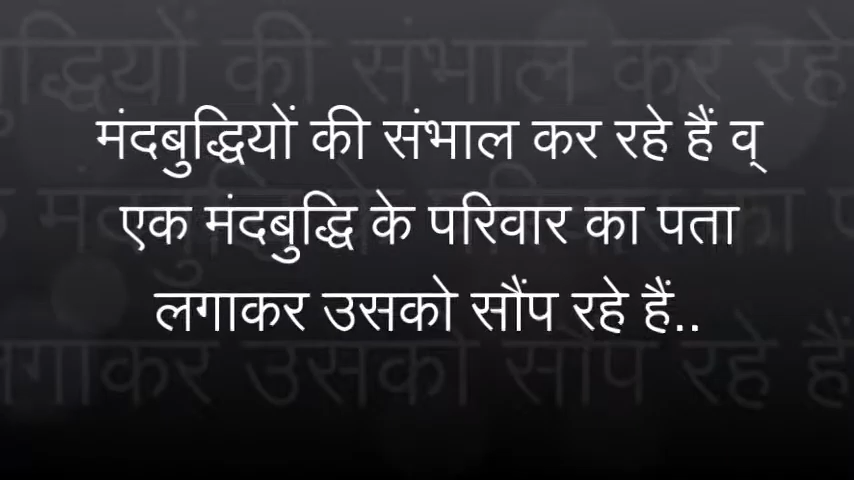 मंदबुद्धियों की संभाल कर रहे हैं व्
एक मंदबुद्धि के परिवार का पता
लगाकर उसको सौंप रहे हैं..